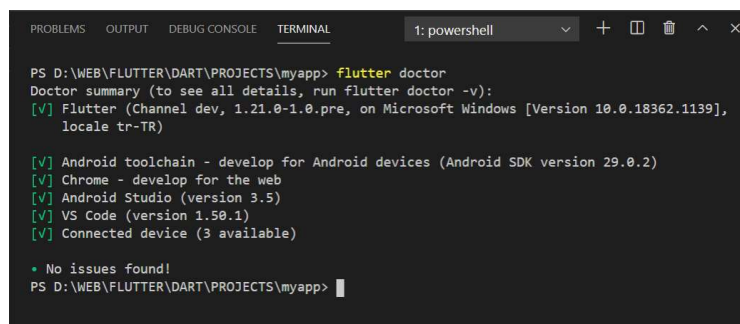 PROBLEMS OUTPUT DEBUG CONSOLE TERMINAL 1: powershell
PS D:\WEB\FLUTTER\DART\PROJECTS\myapp> flutter doctor
Doctor summary (to see all details, run flutter doctor -v):
[√] Flutter (Channel dev, 1.21.0-1.0.pre, on Microsoft Windows [Version 10.0.18362.1139],
locale tr-TR)
[√] Android toolchain - develop for Android devices (Android SDK version 29.0.2)
[√] Chrome - develop for the web
[√] Android Studio (version 3.5)
[√] VS Code (version 1.50.1)
[√] Connected device (3 available)
• No issues found!
PS D:\WEB\FLUTTER\DART\PROJECTS\myapp>